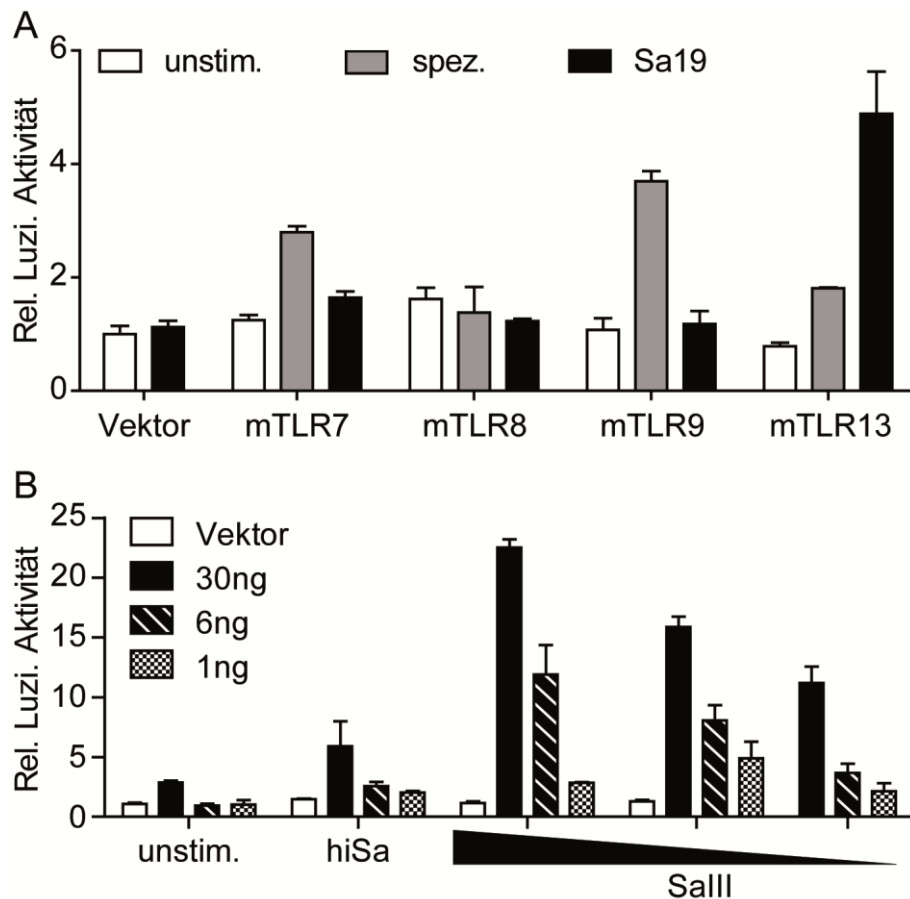 A
unstim. spez. Sa19
Rel. Luzi. Aktivität
6
4
2
0
Vektor mTLR7 mTLR8 mTLR9 mTLR13
B
Vektor
30ng
6ng
1ng
Rel. Luzi. Aktivität
25
20
15
10
5
0
unstim. hiSa
SaIII